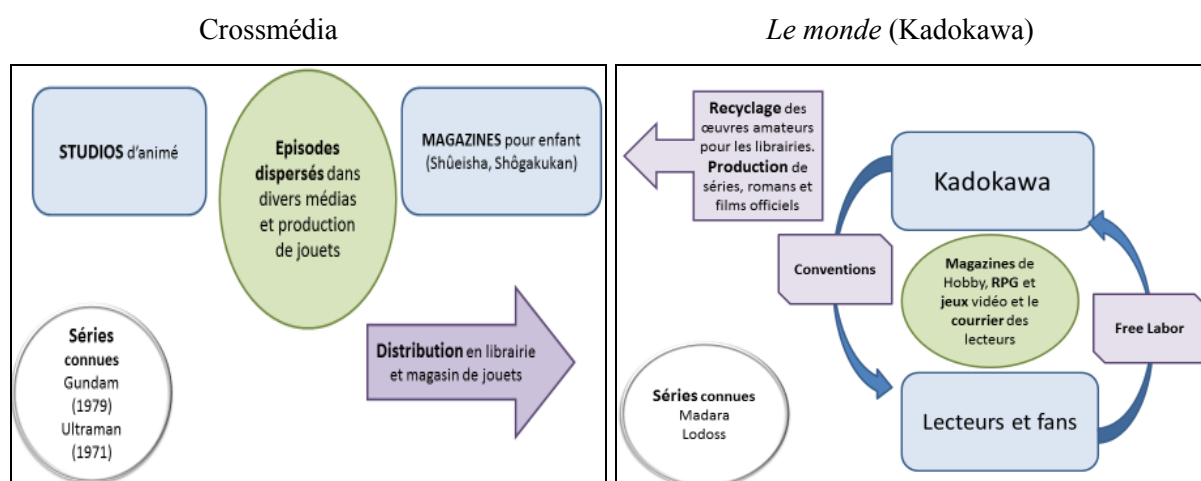 Crossmédia
STUDIOS d'animé
Episodes
dispersés dans
divers médias
et production
de jouets
MAGAZINES pour enfant
(Shûeisha, Shôgakukan)
Séries
connues
Gundam
(1979)
Ultraman
(1971)
Distribution en librairie
et magasin de jouets
Le monde (Kadokawa)
Recyclage des
œuvres amateurs
pour les librairies.
Production de
séries, romans et
films officiels
Kadokawa
Conventions
Magazines de
Hobby, RPG et
jeux vidéo et le
courrier des
lecteurs
Free Labor
Séries connues
Madara
Lodoss
Lecteurs et fans